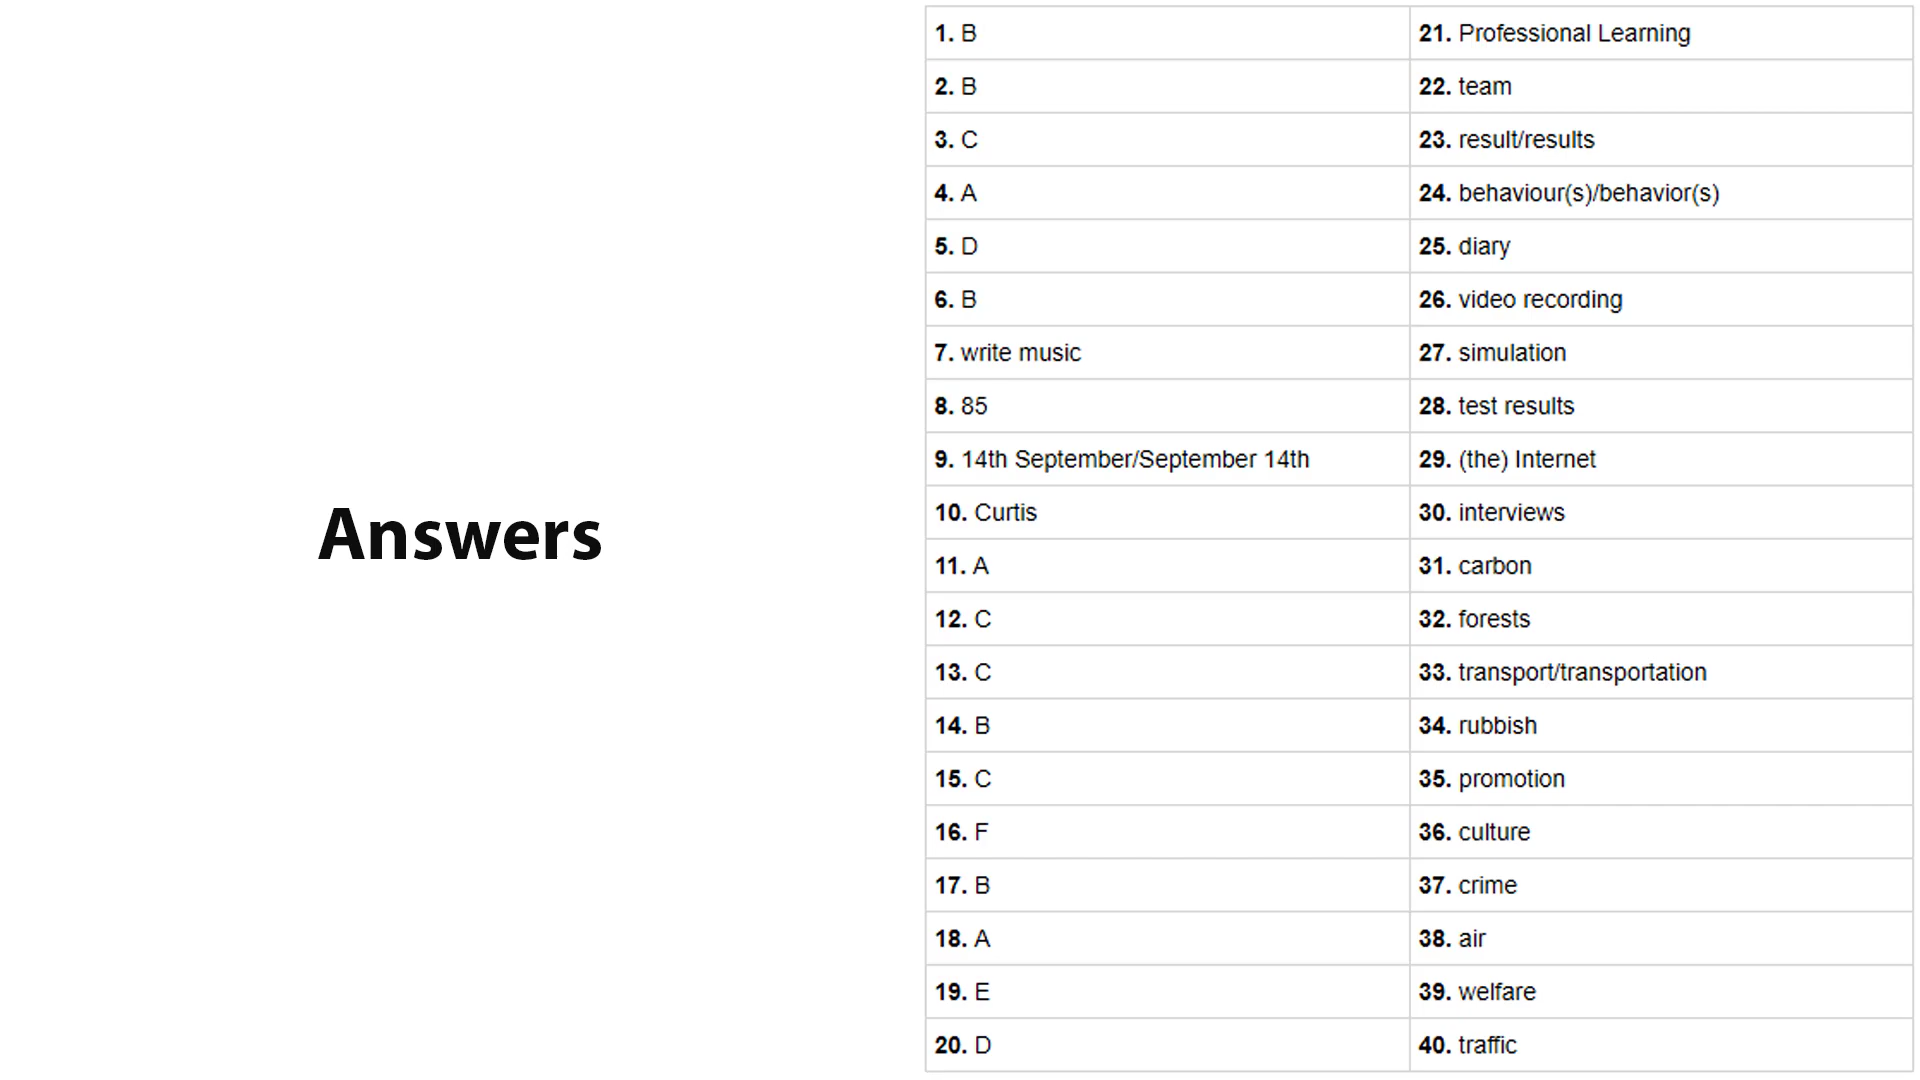 Answers
1. B
2. B
3. C
4. A
5. D
6. B
7. write music
8. 85
9. 14th September/September 14th
10. Curtis
11. A
12. C
13. C
14. B
15. C
16. F
17. B
18. A
19. E
20. D
21. Professional Learning
22. team
23. result/results
24. behaviour(s)/behavior(s)
25. diary
26. video recording
27. simulation
28. test results
29. (the) Internet
30. interviews
31. carbon
32. forests
33. transport/transportation
34. rubbish
35. promotion
36. culture
37. crime
38. air
39. welfare
40. traffic